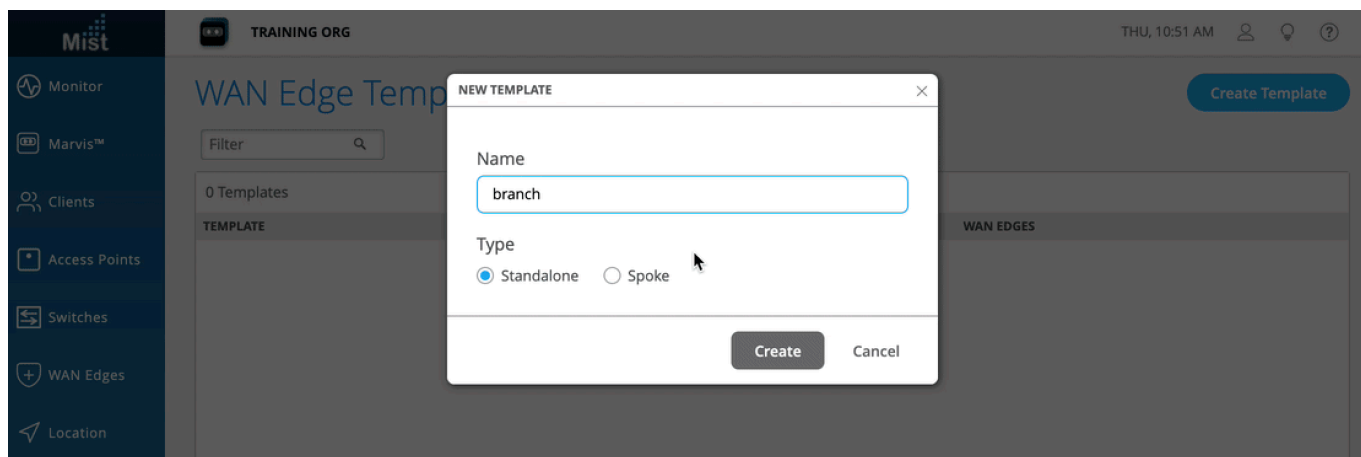 Mist
TRAINING ORG
THU, 10:51 AM
Monitor
Marvis™
Clients
Access Points
Switches
WAN Edges
Location
WAN Edge Temp
Create Template
Filter
0 Templates
TEMPLATE
WAN EDGES
NEW TEMPLATE
Name
branch
Type
Standalone Spoke
Create Cancel